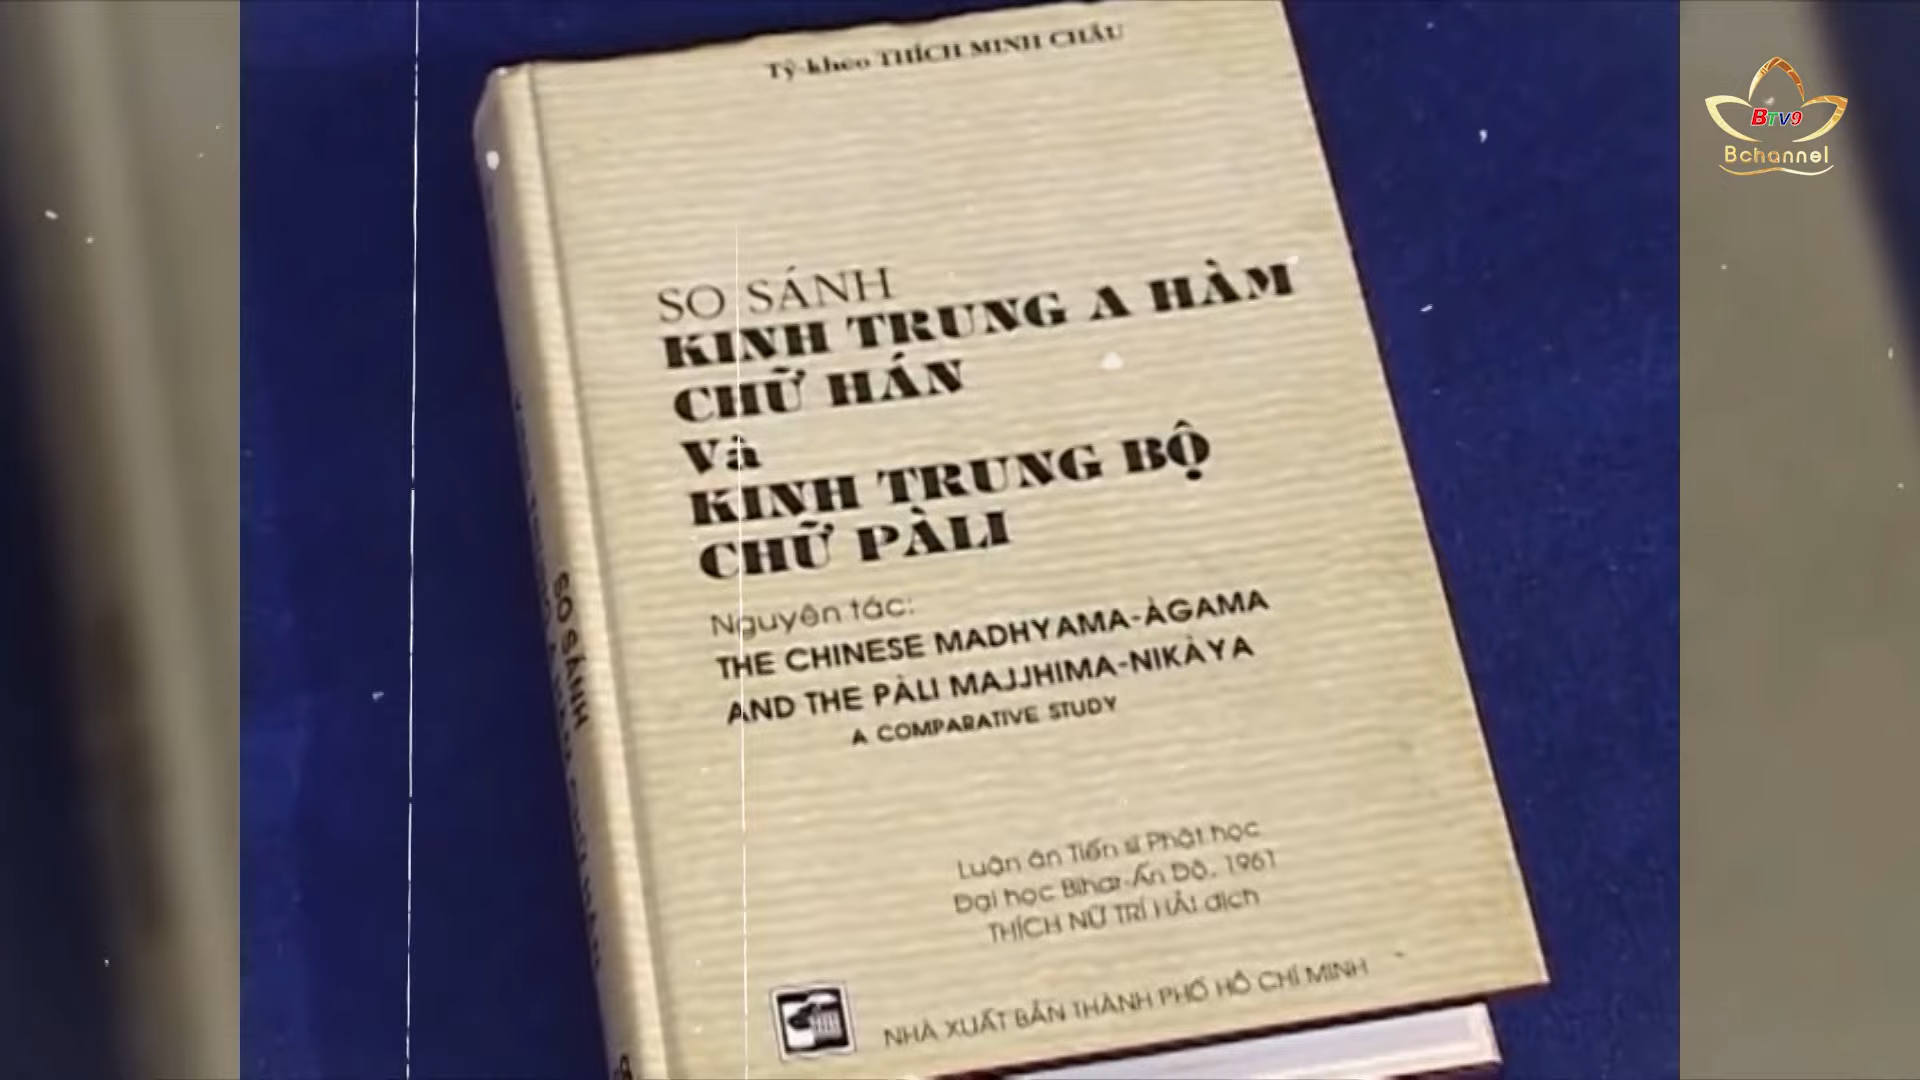 Tỳ-kheo THÍCH MINH CHÂU
SO SÁNH
KINH TRUNG A HÀM
CHỮ HÁN
Và
KINH TRUNG BỘ
CHỮ PÀLI
Nguyên tác:
THE CHINESE MADHYAMA-ÀGAMA
AND THE PÀLI MAJJHIMA-NIKÀYA
A COMPARATIVE STUDY
Luận án Tiến sĩ Phật học
Đại học Bihar-Ấn Độ, 1961
THÍCH NỮ TRÍ HẢI dịch
NHÀ XUẤT BẢN THÀNH PHỐ HỒ CHÍ MINH
SO SÁNH
BTV9
Bchannel